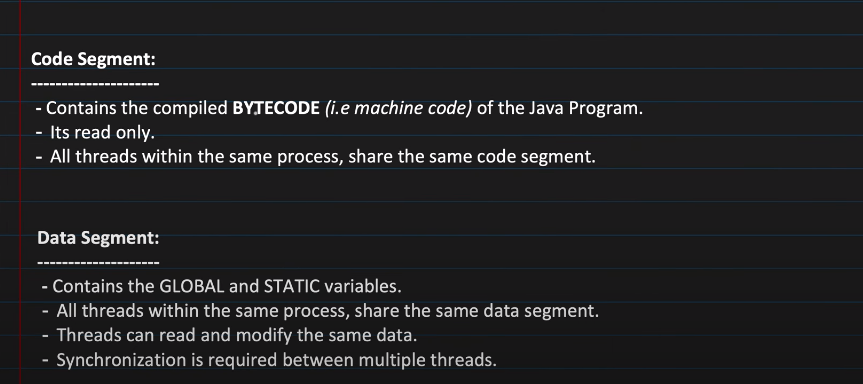 Code Segment:
---------------------
- Contains the compiled BYTECODE (i.e machine code) of the Java Program.
- Its read only.
- All threads within the same process, share the same code segment.
Data Segment:
--------------------
- Contains the GLOBAL and STATIC variables.
- All threads within the same process, share the same data segment.
- Threads can read and modify the same data.
- Synchronization is required between multiple threads.